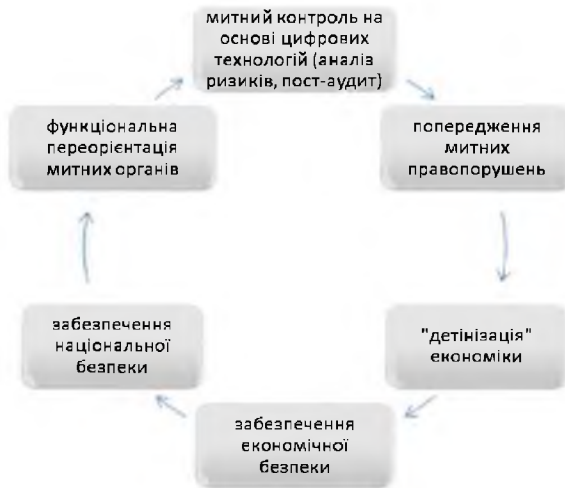 митний контроль на
основі цифрових
технологій (аналіз
ризиків, пост-аудит)
попередження
митних
правопорушень
"детінізація"
економіки
забезпечення
економічної
безпеки
забезпечення
національної
безпеки
функціональна
переорієнтація
митних органів